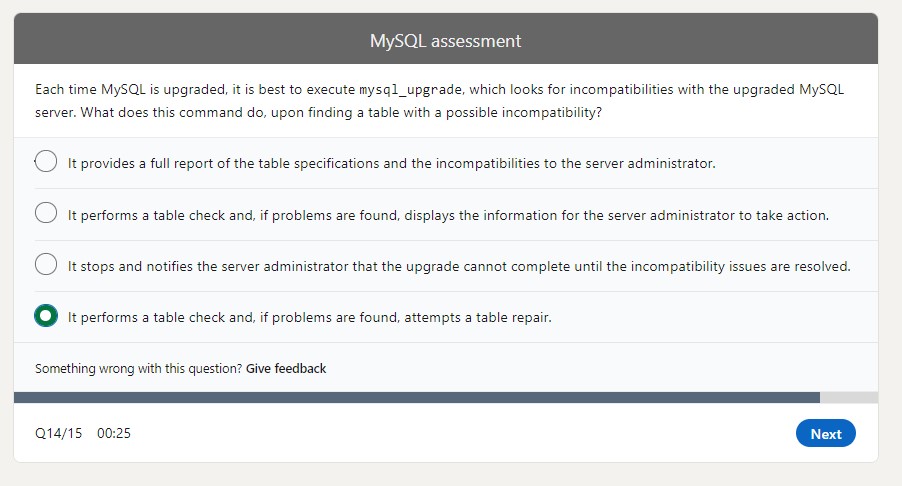 MySQL assessment
Each time MySQL is upgraded, it is best to execute mysql_upgrade, which looks for incompatibilities with the upgraded MySQL
server. What does this command do, upon finding a table with a possible incompatibility?
It provides a full report of the table specifications and the incompatibilities to the server administrator.
It performs a table check and, if problems are found, displays the information for the server administrator to take action.
It stops and notifies the server administrator that the upgrade cannot complete until the incompatibility issues are resolved.
It performs a table check and, if problems are found, attempts a table repair.
Something wrong with this question? Give feedback
Q14/15 00:25
Next